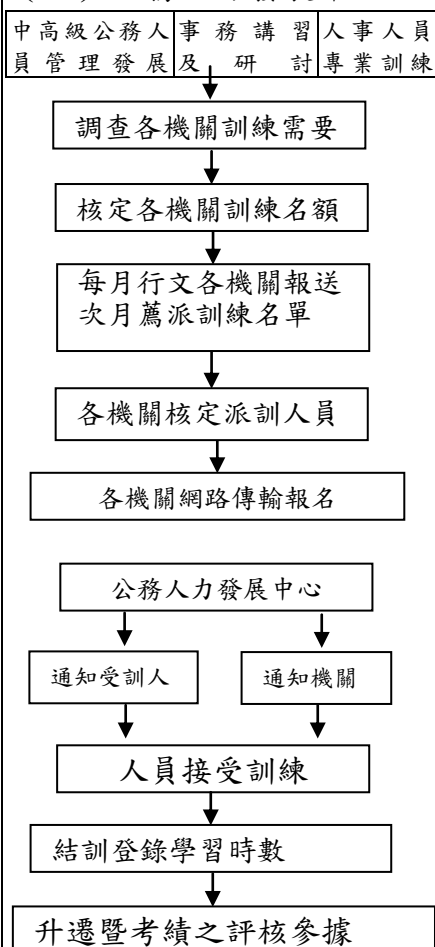 中高級公務人
員管理發展
事務講習
及研討
人事人員
專業訓練
調查各機關訓練需要
核定各機關訓練名額
每月行文各機關報送
次月薦派訓練名單
各機關核定派訓人員
各機關網路傳輸報名
公務人力發展中心
通知受訓人
通知機關
人員接受訓練
結訓登錄學習時數
升遷暨考績之評核參據